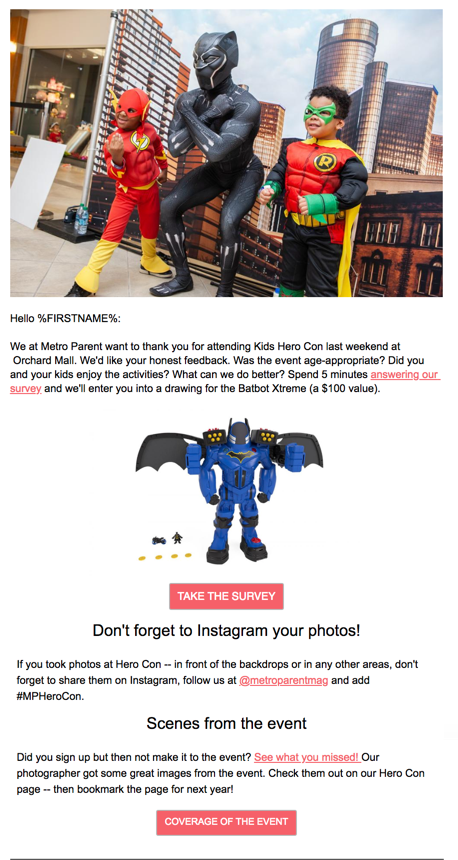 Hello %FIRSTNAME%:
We at Metro Parent want to thank you for attending Kids Hero Con last weekend at
Orchard Mall. We'd like your honest feedback. Was the event age-appropriate? Did you
and your kids enjoy the activities? What can we do better? Spend 5 minutes answering our
survey and we'll enter you into a drawing for the Batbot Xtreme (a $100 value).
TAKE THE SURVEY
Don't forget to Instagram your photos!
If you took photos at Hero Con -- in front of the backdrops or in any other areas, don't
forget to share them on Instagram, follow us at @metroparentmag and add
#MPHeroCon.
Scenes from the event
Did you sign up but then not make it to the event? See what you missed! Our
photographer got some great images from the event. Check them out on our Hero Con
page -- then bookmark the page for next year!
COVERAGE OF THE EVENT